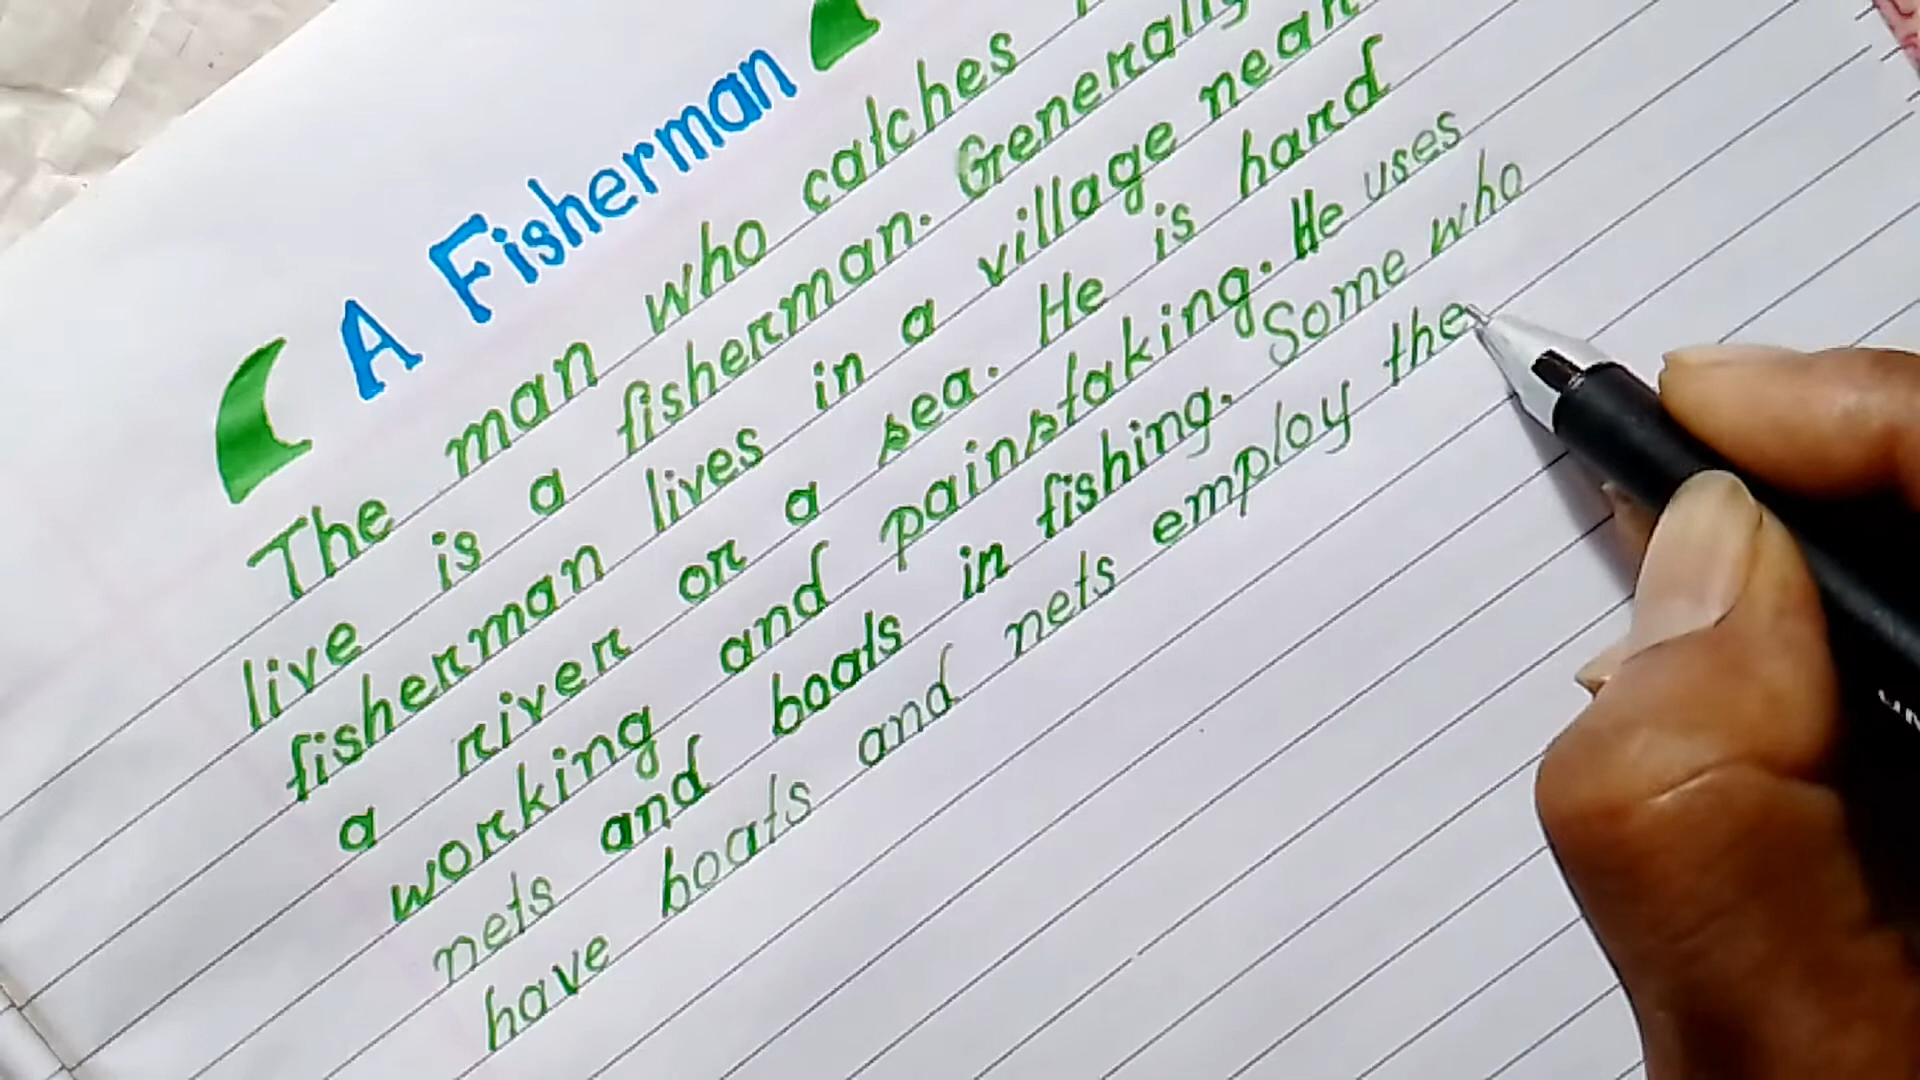 A Fisherman
The man who catches
live is a fisherman. Generally
fisherman lives in a village near
a river or a sea. He is hard
working and painstaking. He uses
nets and boats in fishing. Some who
have boats and nets employ the